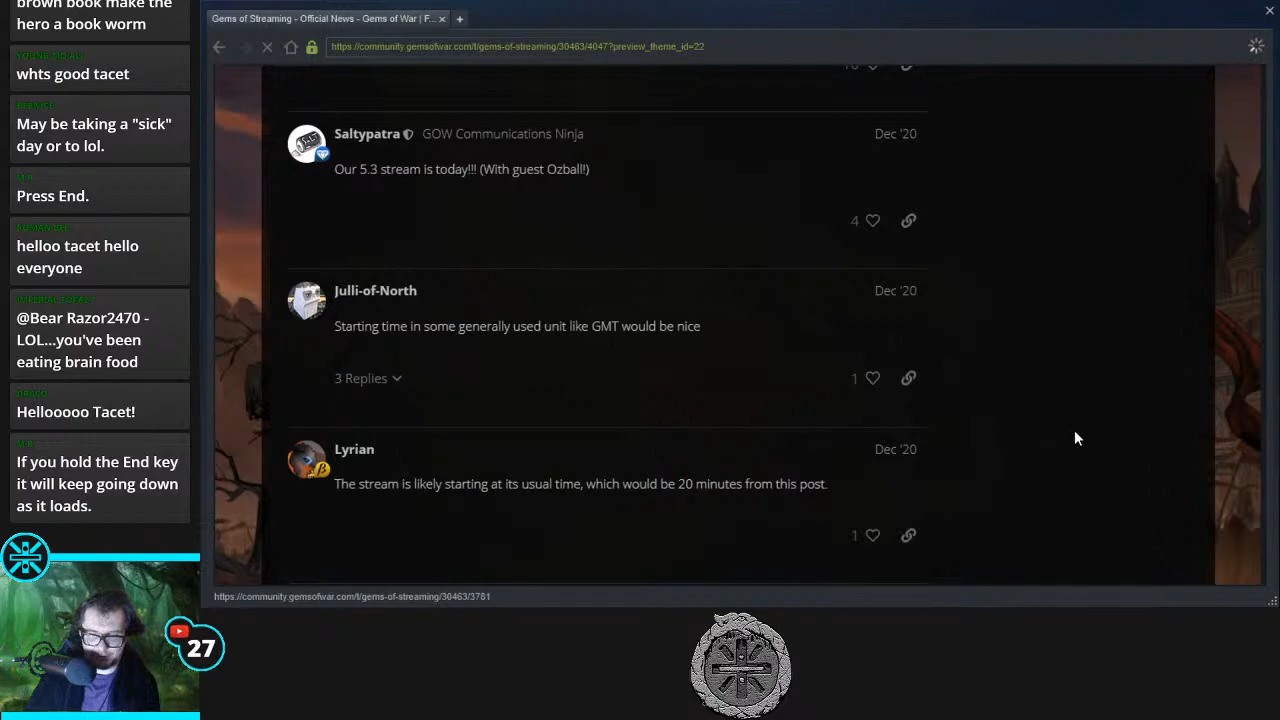 brown book make the
hero a book worm
whts good tacet
BERNICE
May be taking a "sick"
day or to lol.
M R
Press End.
helloo tacet hello
everyone
@Bear Razor2470 -
LOL...you've been
eating brain food
DRACO
Hellooooo Tacet!
M R
If you hold the End key
it will keep going down
as it loads.
27
Gems of Streaming - Official News - Gems of War | F...
https://community.gemsofwar.com/t/gems-of-streaming/30463/4047?preview_theme_id=22
Saltypatra GOW Communications Ninja Dec '20
Our 5.3 stream is today!!! (With guest Ozball!)
4
Julli-of-North Dec '20
Starting time in some generally used unit like GMT would be nice
3 Replies 1
Lyrian Dec '20
The stream is likely starting at its usual time, which would be 20 minutes from this post.
1
https://community.gemsofwar.com/t/gems-of-streaming/30463/3781